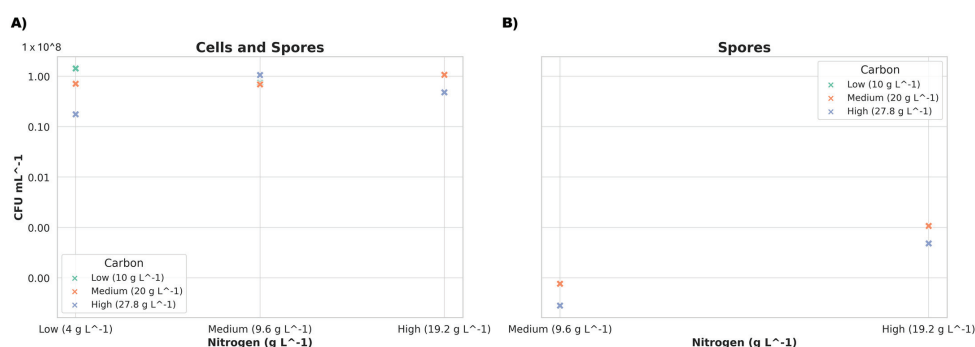 A)
B)
1 x 10^8
Cells and Spores
Spores
1.00
0.10
0.01
0.00
0.00
CFU mL^-1
Carbon
Low (10 g L^-1)
Medium (20 g L^-1)
High (27.8 g L^-1)
Low (4 g L^-1)
Medium (9.6 g L^-1)
High (19.2 g L^-1)
Nitrogen (g L^-1)
Carbon
Low (10 g L^-1)
Medium (20 g L^-1)
High (27.8 g L^-1)
Medium (9.6 g L^-1)
High (19.2 g L^-1)
Nitrogen (g L^-1)